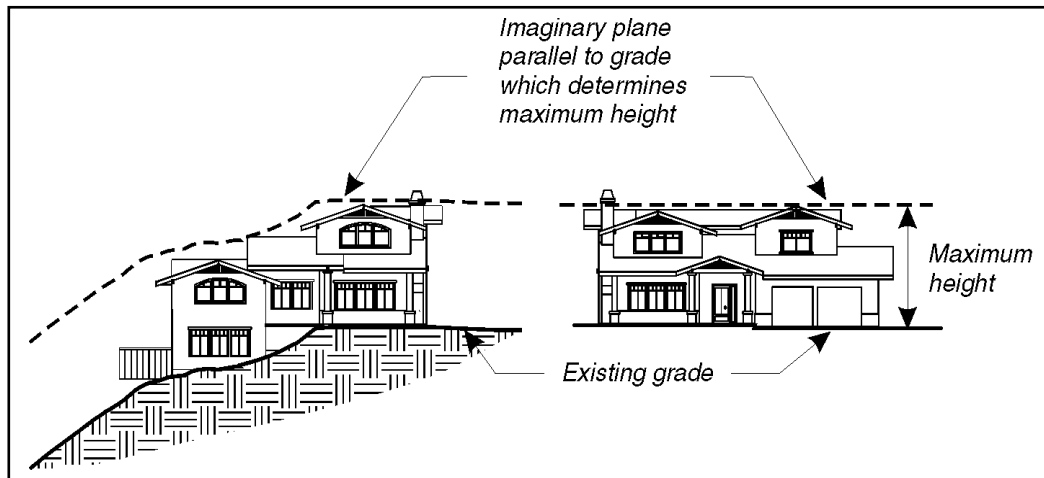 Imaginary plane
parallel to grade
which determines
maximum height
Maximum
height
Existing grade